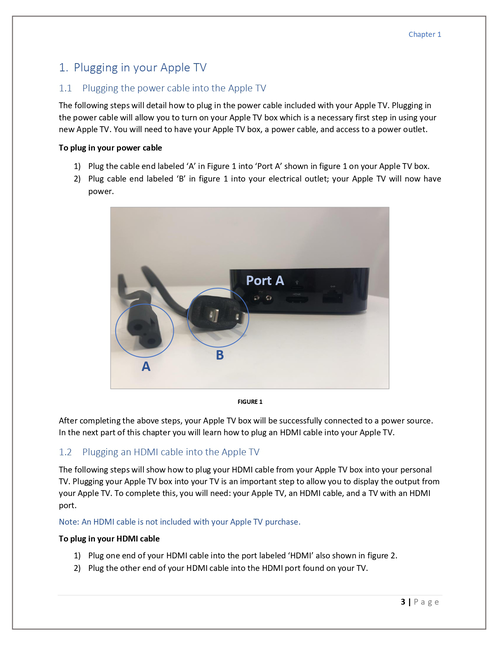 Chapter 1
1. Plugging in your Apple TV
1.1 Plugging the power cable into the Apple TV
The following steps will detail how to plug in the power cable included with your Apple TV. Plugging in
the power cable will allow you to turn on your Apple TV box which is a necessary first step in using your
new Apple TV. You will need to have your Apple TV box, a power cable, and access to a power outlet.
To plug in your power cable
1) Plug the cable end labeled ‘A’ in Figure 1 into ‘Port A’ shown in figure 1 on your Apple TV box.
2) Plug cable end labeled ‘B’ in figure 1 into your electrical outlet; your Apple TV will now have
power.
Port A
B
A
FIGURE 1
After completing the above steps, your Apple TV box will be successfully connected to a power source.
In the next part of this chapter you will learn how to plug an HDMI cable into your Apple TV.
1.2 Plugging an HDMI cable into the Apple TV
The following steps will show how to plug your HDMI cable from your Apple TV box into your personal
TV. Plugging your Apple TV box into your TV is an important step to allow you to display the output from
your Apple TV. To complete this, you will need: your Apple TV, an HDMI cable, and a TV with an HDMI
port.
Note: An HDMI cable is not included with your Apple TV purchase.
To plug in your HDMI cable
1) Plug one end of your HDMI cable into the port labeled ‘HDMI’ also shown in figure 2.
2) Plug the other end of your HDMI cable into the HDMI port found on your TV.
3 | Page